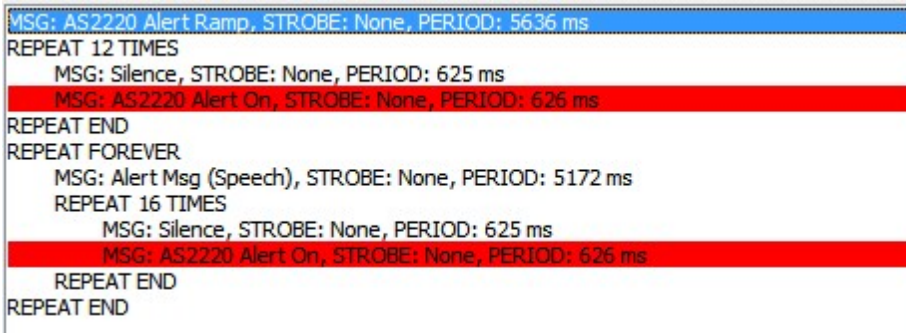 MSG: AS2220 Alert Ramp, STROBE: None, PERIOD: 5636 ms
REPEAT 12 TIMES
MSG: Silence, STROBE: None, PERIOD: 625 ms
MSG: AS2220 Alert On, STROBE: None, PERIOD: 626 ms
REPEAT END
REPEAT FOREVER
MSG: Alert Msg (Speech), STROBE: None, PERIOD: 5172 ms
REPEAT 16 TIMES
MSG: Silence, STROBE: None, PERIOD: 625 ms
MSG: AS2220 Alert On, STROBE: None, PERIOD: 626 ms
REPEAT END
REPEAT END